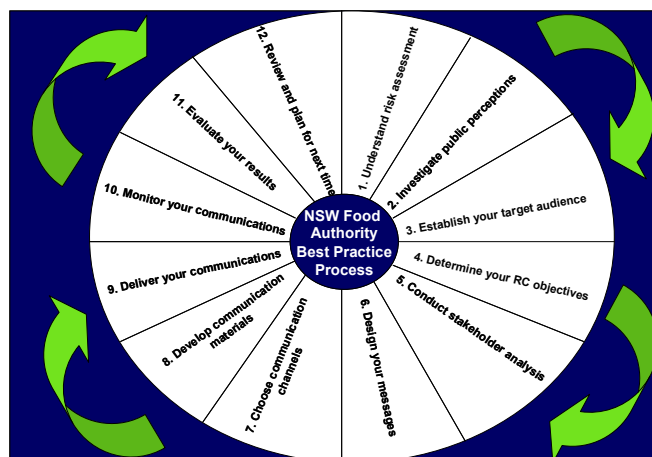 NSW Food
Authority
Best Practice
Process
1. Understand risk assessment
2. Investigate public perceptions
3. Establish your target audience
4. Determine your RC objectives
5. Conduct stakeholder analysis
6. Design your messages
7. Choose communication
channels
8. Develop communication
materials
9. Deliver your communications
10. Monitor your communications
11. Evaluate your results
12. Review and plan for next time